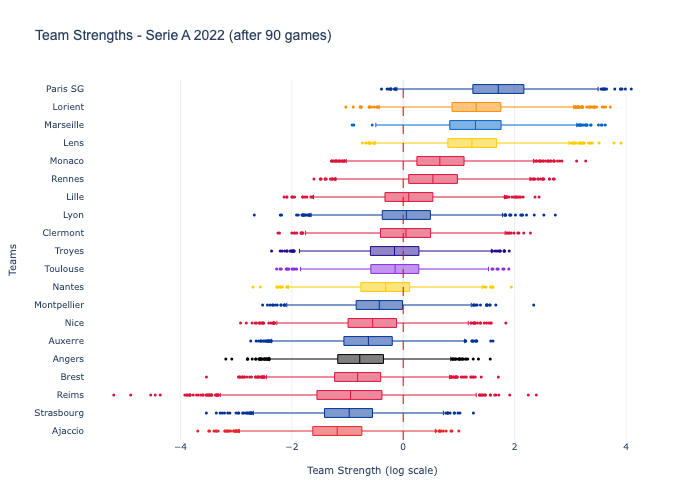 Team Strengths - Serie A 2022 (after 90 games)
Paris SG
Lorient
Marseille
Lens
Monaco
Rennes
Lille
Lyon
Clermont
Troyes
Toulouse
Nantes
Montpellier
Nice
Auxerre
Angers
Brest
Reims
Strasbourg
Ajaccio
Teams
−4 −2 0 2 4
Team Strength (log scale)